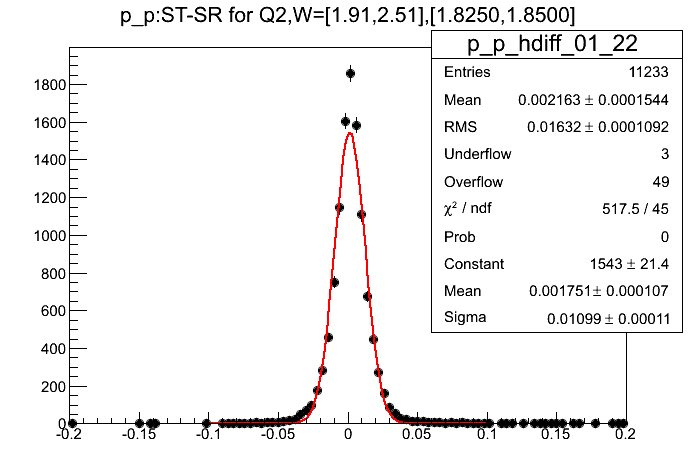 p_p:ST-SR for Q2,W=[1.91,2.51],[1.8250,1.8500]
p_p_hdiff_01_22
Entries 11233
Mean 0.002163 ± 0.0001544
RMS 0.01632 ± 0.0001092
Underflow 3
Overflow 49
χ² / ndf 517.5 / 45
Prob 0
Constant 1543 ± 21.4
Mean 0.001751 ± 0.000107
Sigma 0.01099 ± 0.00011
1800
1600
1400
1200
1000
800
600
400
200
0
-0.2 -0.15 -0.1 -0.05 0 0.05 0.1 0.15 0.2